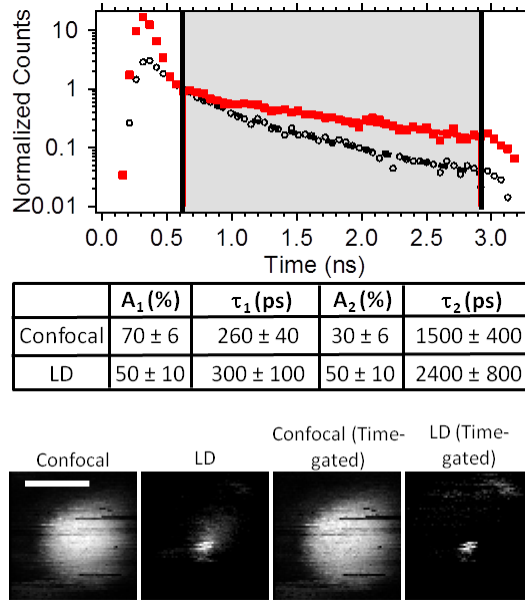 Normalized Counts
10
1
0.1
0.01
0.0 0.5 1.0 1.5 2.0 2.5 3.0
Time (ns)
A1 (%) τ1 (ps) A2 (%) τ2 (ps)
Confocal 70 ± 6 260 ± 40 30 ± 6 1500 ± 400
LD 50 ± 10 300 ± 100 50 ± 10 2400 ± 800
Confocal LD Confocal (Time- LD (Time-
gated) gated)